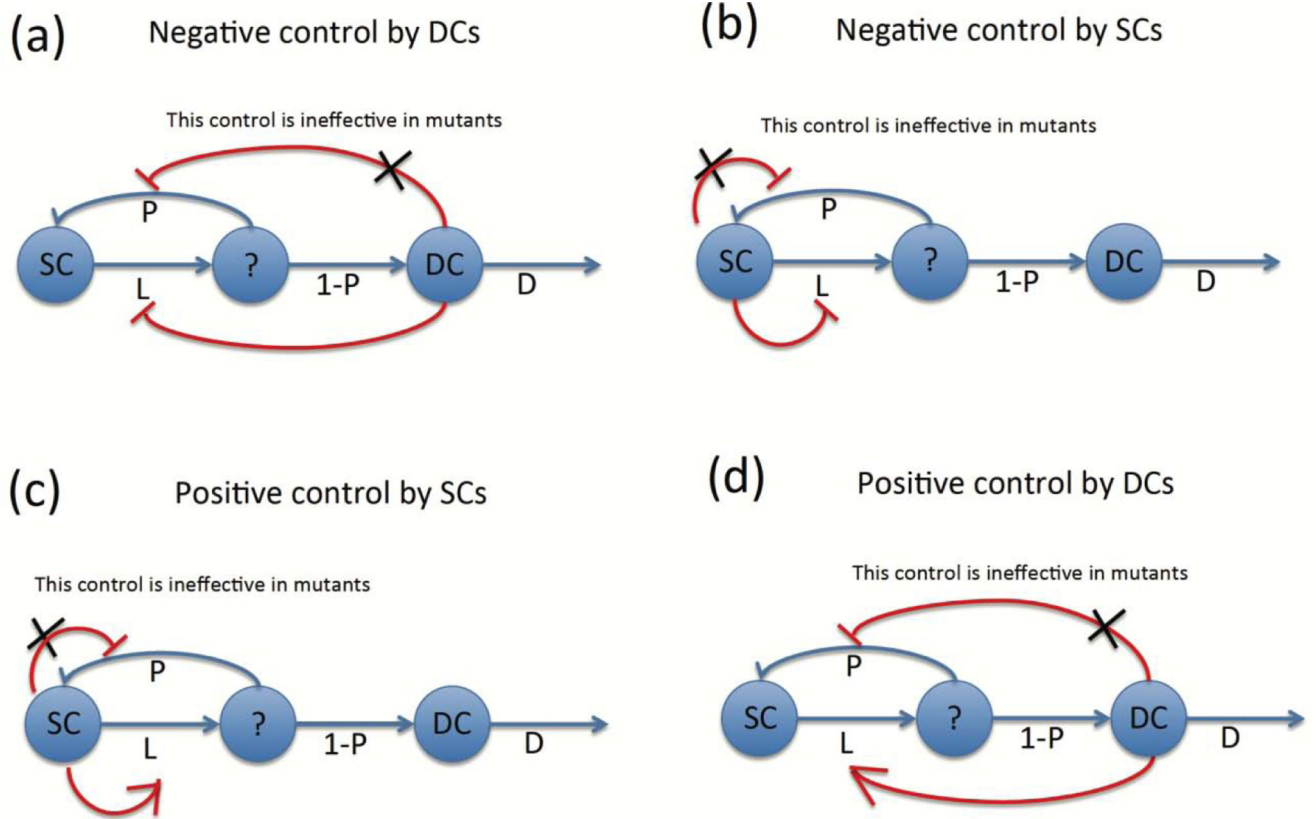 (a) Negative control by DCs
This control is ineffective in mutants
P
SC ? DC
L 1-P D
(b) Negative control by SCs
This control is ineffective in mutants
P
SC ? DC
L 1-P D
(c) Positive control by SCs
This control is ineffective in mutants
P
SC ? DC
L 1-P D
(d) Positive control by DCs
This control is ineffective in mutants
P
SC ? DC
L 1-P D